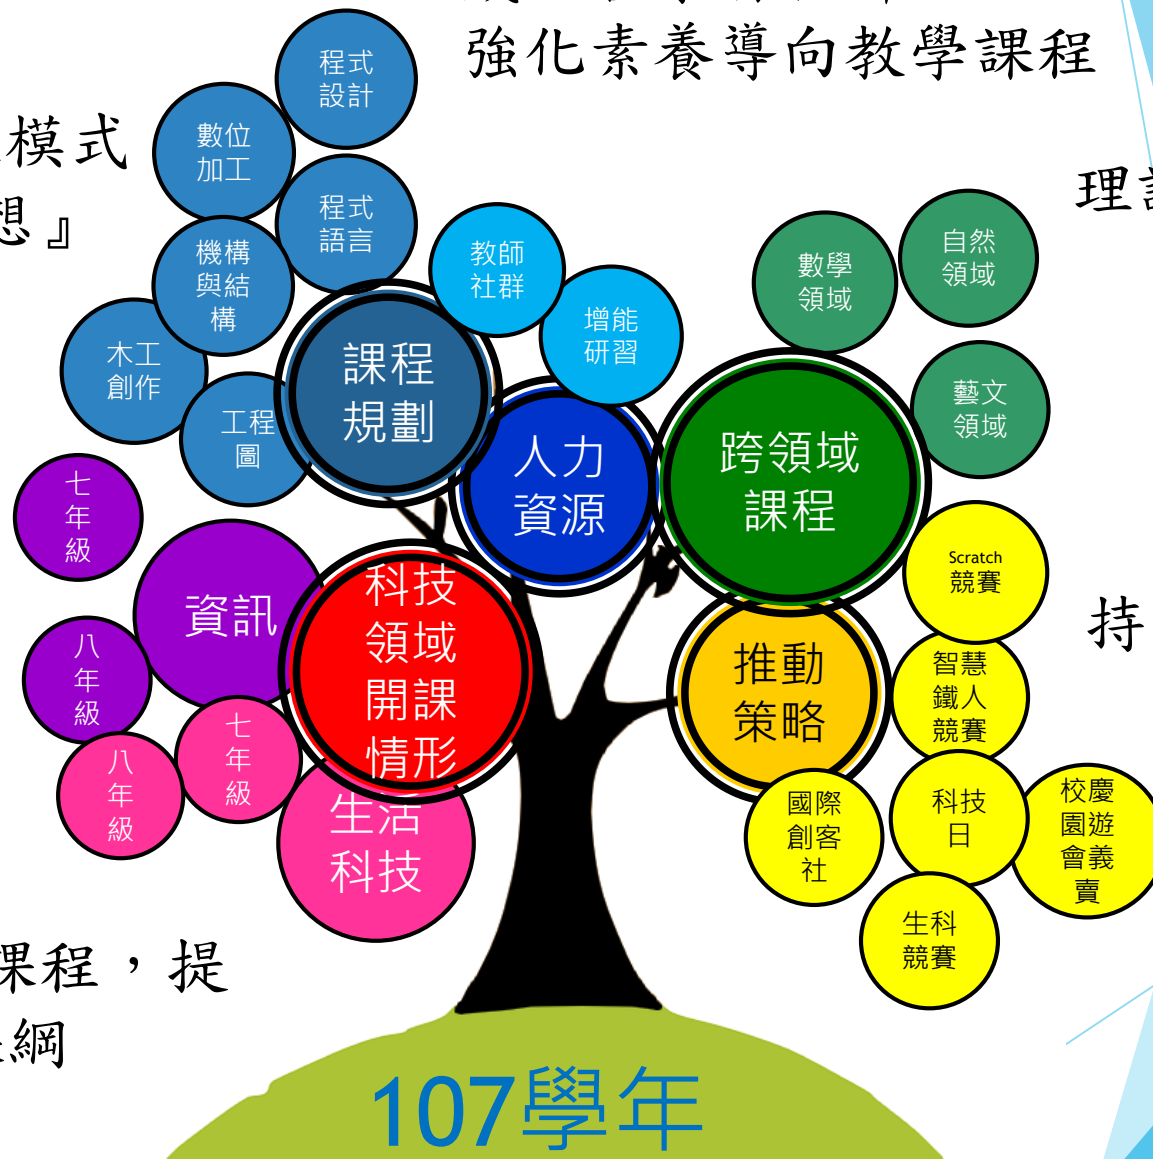 強化素養導向教學課程
模式
想』
理
程式
設計
數位
加工
程式
語言
機構
與結
構
木工
創作
工程
圖
課程
規劃
教師
社群
增能
研習
人力
資源
數學
領域
自然
領域
藝文
領域
跨領域
課程
七
年
級
八
年
級
資訊
科技
領域
開課
情形
七
年
級
八
年
級
生活
科技
推動
策略
Scratch
競賽
智慧
鐵人
競賽
國際
創客
社
科技
日
校慶
園遊
會義
賣
生科
競賽
持
課程，提
綱
107學年